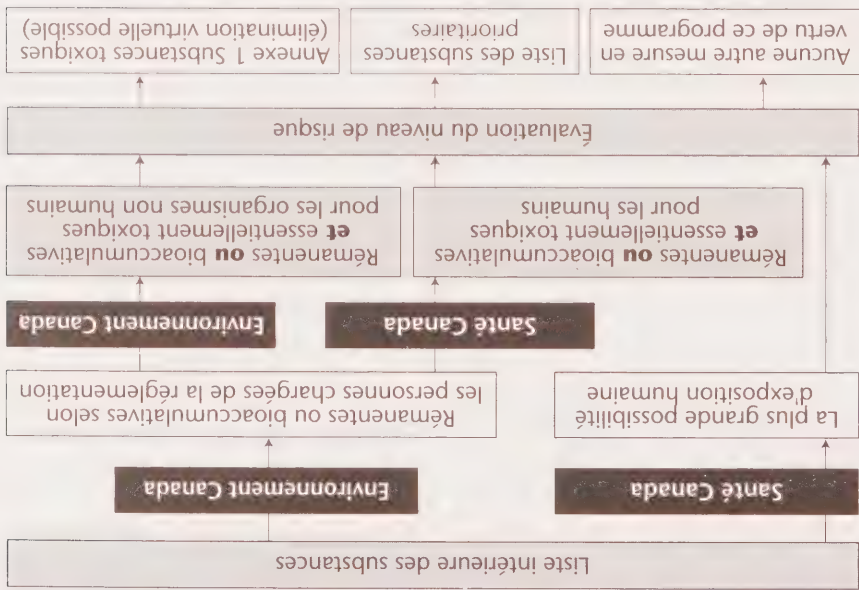 Liste intérieure des substances
Santé Canada
Environnement Canada
La plus grande possibilité
d'exposition humaine
Rémanentes ou bioaccumulatives selon
les personnes chargées de la réglementation
Santé Canada
Environnement Canada
Rémanentes ou bioaccumulatives
et essentiellement toxiques
pour les humains
Rémanentes ou bioaccumulatives
et essentiellement toxiques
pour les organismes non humains
Évaluation du niveau de risque
Aucune autre mesure en
vertu de ce programme
Liste des substances
prioritaires
Annexe 1 Substances toxiques
(élimination virtuelle possible)